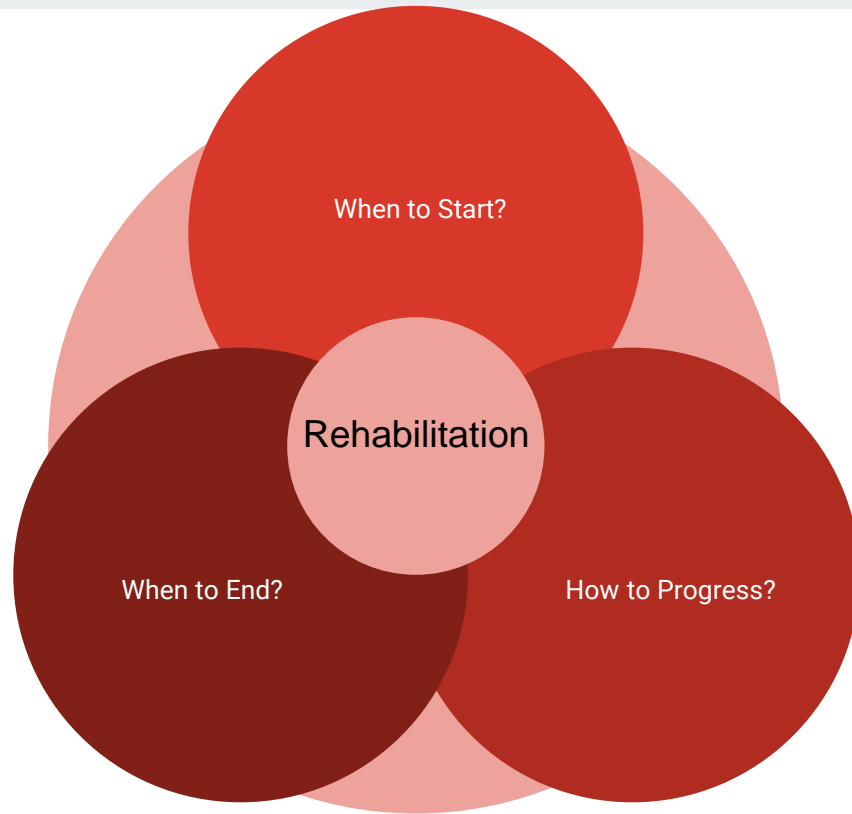 When to Start?
Rehabilitation
When to End?
How to Progress?